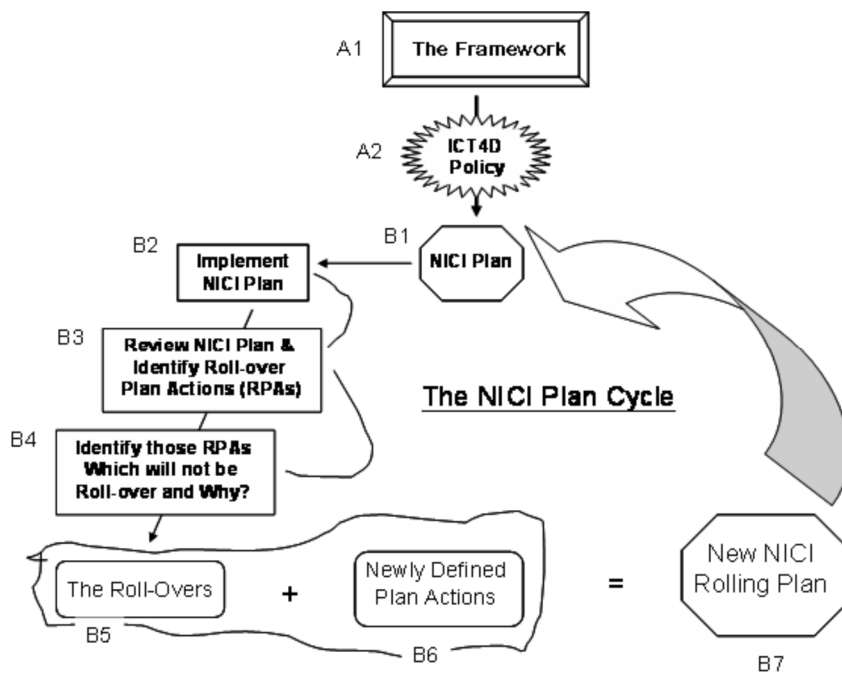 A1
The Framework
A2
ICT4D
Policy
B1
NICI Plan
B2
Implement
NICI Plan
B3
Review NICI Plan &
Identify Roll-over
Plan Actions (RPAs)
The NICI Plan Cycle
B4
Identify those RPAs
Which will not be
Roll-over and Why?
The Roll-Overs
+
Newly Defined
Plan Actions
=
New NICI
Rolling Plan
B5
B6
B7